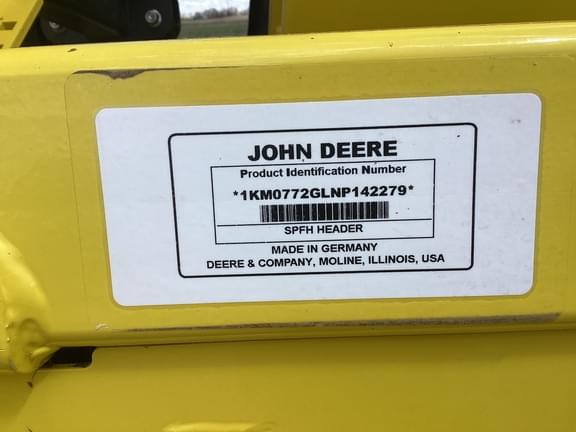 JOHN DEERE
Product Identification Number
*1KM0772GLNP142279*
SPFH HEADER
MADE IN GERMANY
DEERE & COMPANY, MOLINE, ILLINOIS, USA